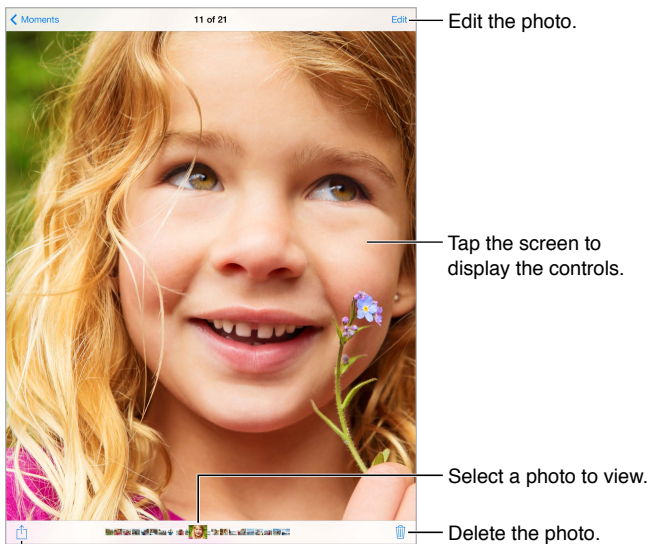 Moments
11 of 21
Edit
Edit the photo.
Tap the screen to
display the controls.
Select a photo to view.
Delete the photo.